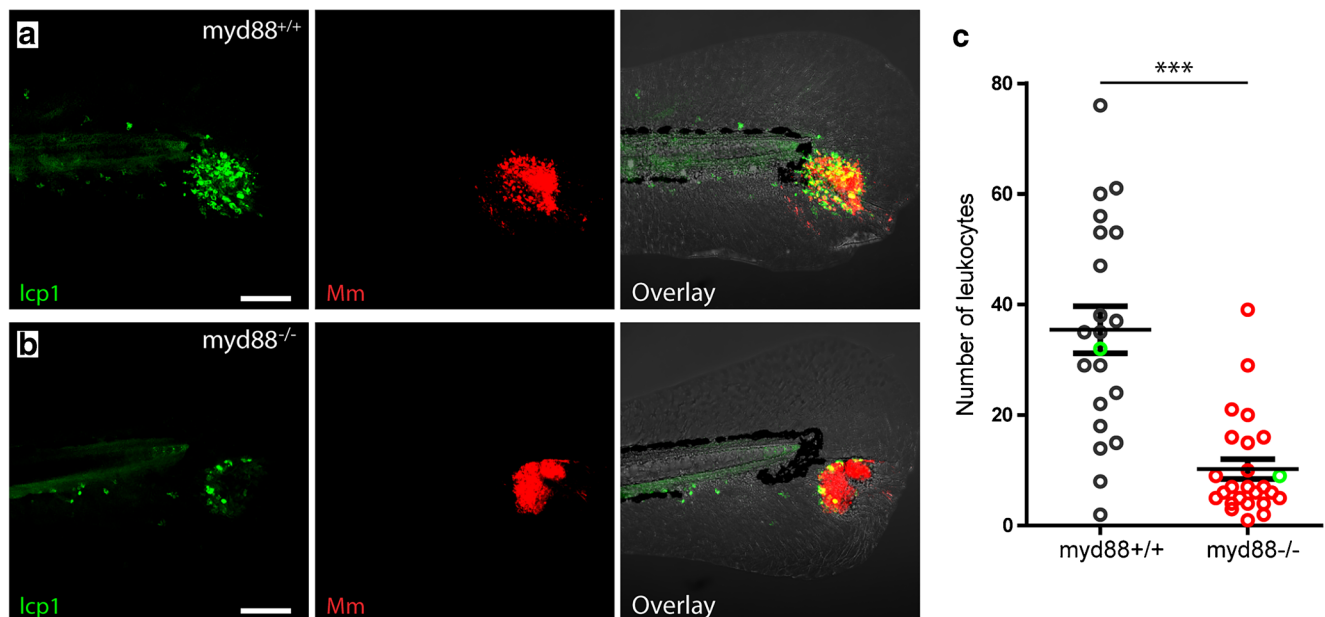 a
myd88+/+
lcp1
Mm
Overlay
b
myd88-/-
lcp1
Mm
Overlay
c
***
Number of leukocytes
80
60
40
20
0
myd88+/+
myd88-/-